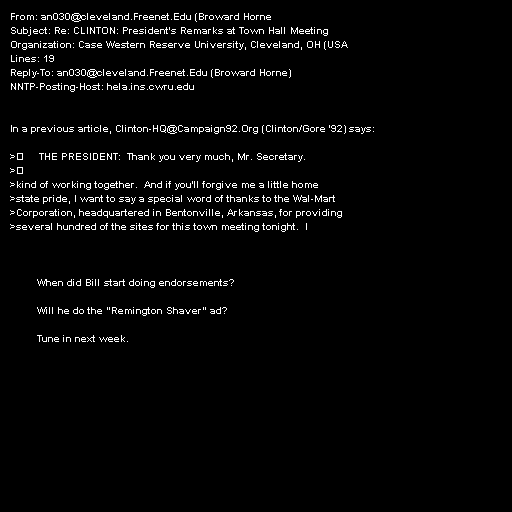 From: an030@cleveland.Freenet.Edu (Broward Horne
Subject: Re: CLINTON: President's Remarks at Town Hall Meeting
Organization: Case Western Reserve University, Cleveland, OH (USA
Lines: 19
Reply-To: an030@cleveland.Freenet.Edu (Broward Horne)
NNTP-Posting-Host: hela.ins.cwru.edu
In a previous article, Clinton-HQ@Campaign92.Org (Clinton/Gore '92) says:
>▯ THE PRESIDENT: Thank you very much, Mr. Secretary.
>▯
>kind of working together. And if you'll forgive me a little home
>state pride, I want to say a special word of thanks to the Wal-Mart
>Corporation, headquartered in Bentonville, Arkansas, for providing
>several hundred of the sites for this town meeting tonight. I
When did Bill start doing endorsements?
Will he do the "Remington Shaver" ad?
Tune in next week.